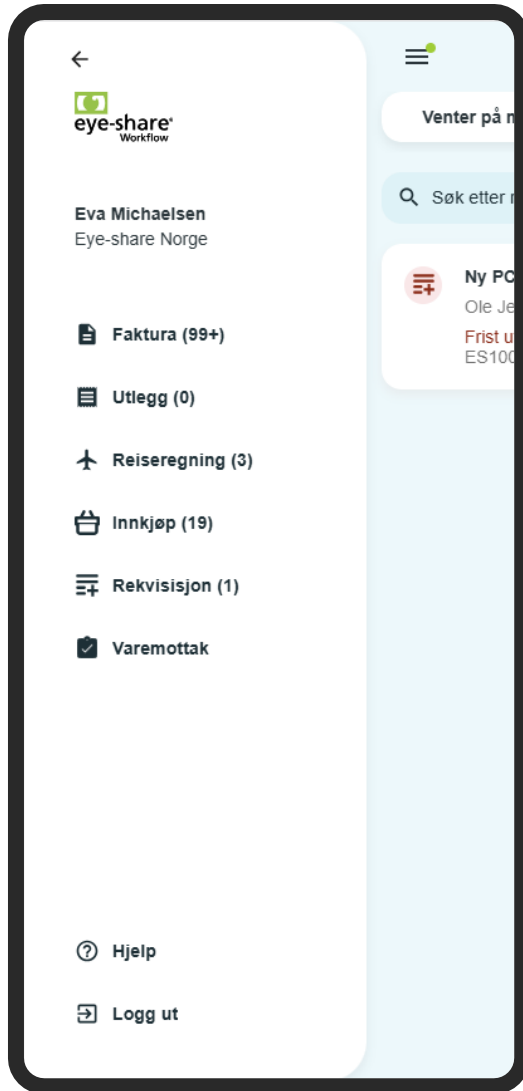 eye-share®
Workflow
Eva Michaelsen
Eye-share Norge
Faktura (99+)
Utlegg (0)
Reiseregning (3)
Innkjøp (19)
Rekvisisjon (1)
Varemottak
Hjelp
Logg ut
Venter på
Søk etter
Ny PC
Ole Je
Frist u
ES100